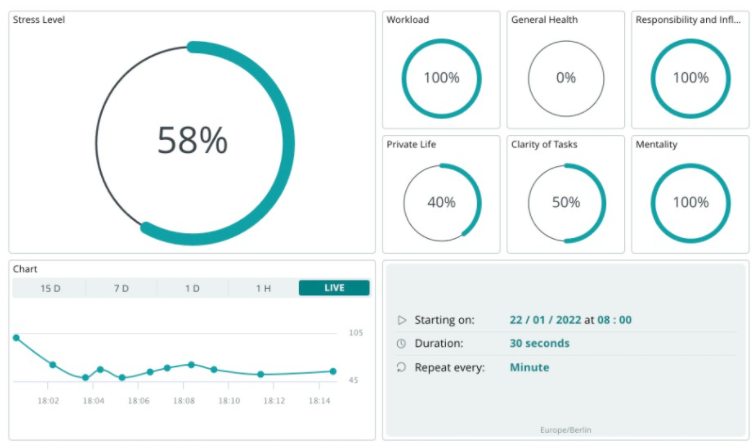 Stress Level
58%
Workload
100%
General Health
0%
Responsibility and Infl...
100%
Private Life
40%
Clarity of Tasks
50%
Mentality
100%
Chart
15 D 7 D 1 D 1 H LIVE
105
45
18:02 18:04 18:06 18:08 18:10 18:12 18:14
Starting on: 22 / 01 / 2022 at 08 : 00
Duration: 30 seconds
Repeat every: Minute
Europe/Berlin